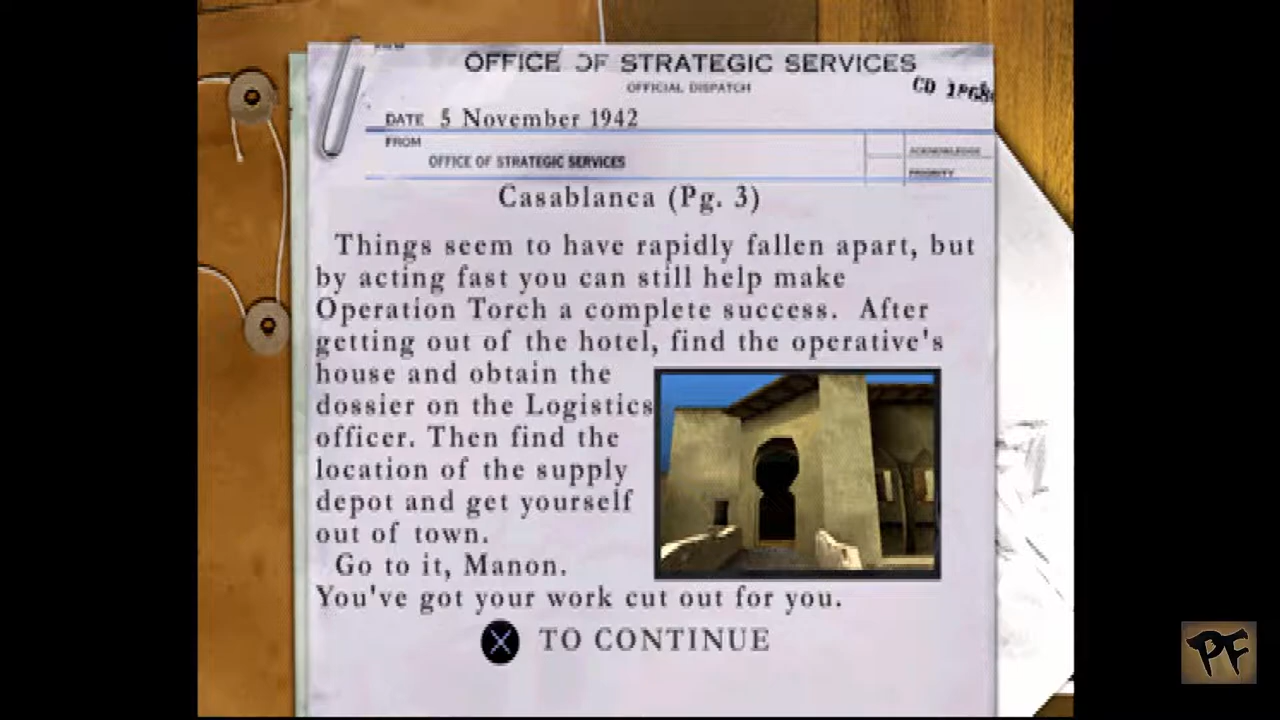 OFFICE OF STRATEGIC SERVICES
OFFICIAL DISPATCH
DATE 5 November 1942
FROM
OFFICE OF STRATEGIC SERVICES
ACKNOWLEDGE
PRIORITY
Casablanca (Pg. 3)
Things seem to have rapidly fallen apart, but
by acting fast you can still help make
Operation Torch a complete success. After
getting out of the hotel, find the operative's
house and obtain the
dossier on the Logistics
officer. Then find the
location of the supply
depot and get yourself
out of town.
Go to it, Manon.
You've got your work cut out for you.
X TO CONTINUE
PF